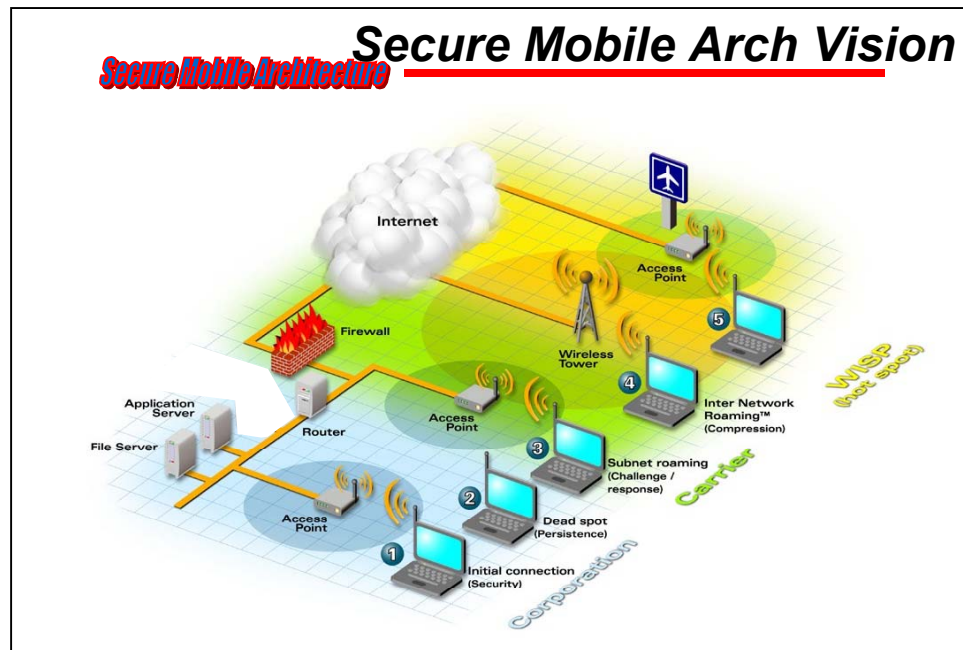 Secure Mobile Arch Vision
Secure Mobile Architecture
Internet
Access
Point
Firewall
Wireless
Tower
5
WISP
(hot spot)
4
Inter Network
Roaming™
(Compression)
Application
Server
File Server
Router
Access
Point
3
Subnet roaming
(Challenge /
response)
Carrier
2
Dead spot
(Persistence)
Access
Point
1
Initial connection
(Security)
Corporation